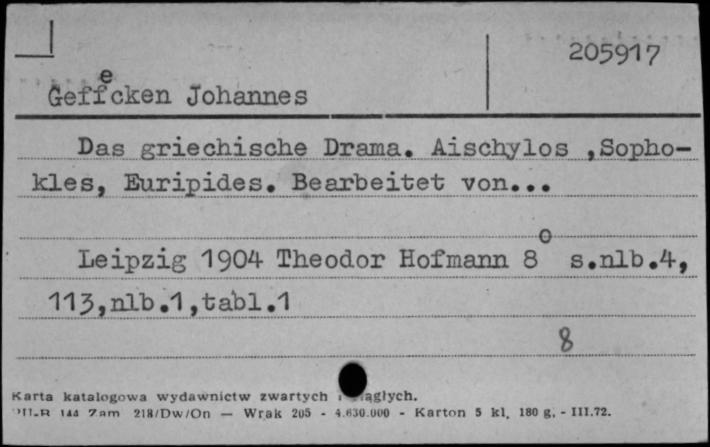 205917
Geffcken Johannes
Das griechische Drama. Aischylos ,Sopho-
kles, Euripides. Bearbeitet von...
Leipzig 1904 Theodor Hofmann 8° s.nlb.4,
113,nlb.1,tabl.1
8
Karta katalogowa wydawnictw zwartych i
144 Zam 218/Dw/On — Wrak 205 - 4.630.000 - Karton 5 kl. 180 g. - III.72.